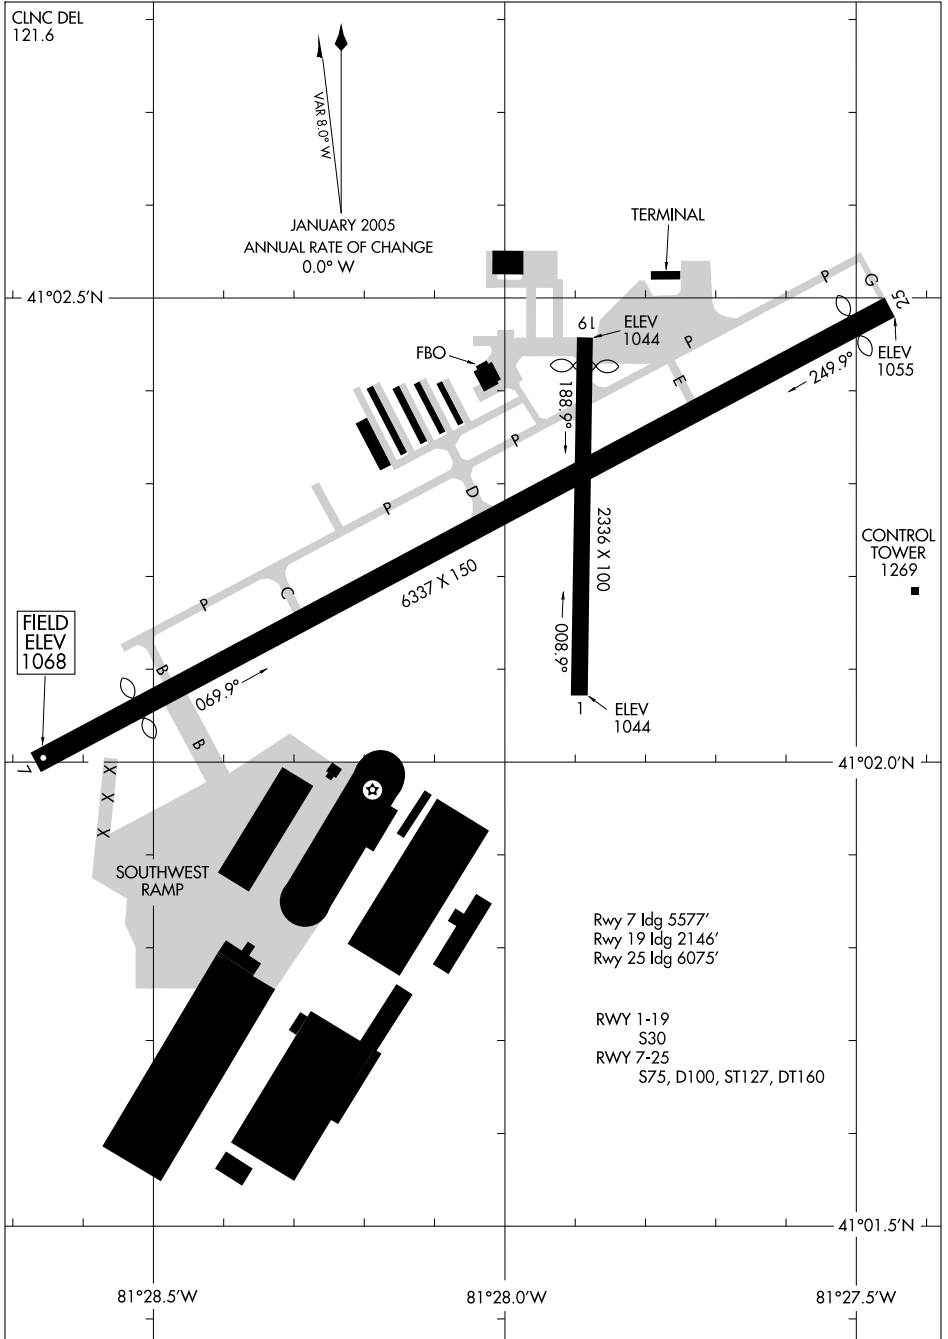 CLNC DEL
121.6
VAR 8.0° W
JANUARY 2005
ANNUAL RATE OF CHANGE
0.0° W
TERMINAL
41°02.5'N
P
G
25
19
ELEV
1044
FBO
P
E
ELEV
1055
249.9°
188.9°
P
D
P
2336 X 100
CONTROL
TOWER
1269
6337 X 150
C
P
FIELD
ELEV
1068
B
069.9°
008.9°
1
ELEV
1044
B
7
41°02.0'N
X
X
X
SOUTHWEST
RAMP
Rwy 7 ldg 5577'
Rwy 19 ldg 2146'
Rwy 25 ldg 6075'
RWY 1-19
S30
RWY 7-25
S75, D100, ST127, DT160
41°01.5'N
81°28.5'W
81°28.0'W
81°27.5'W